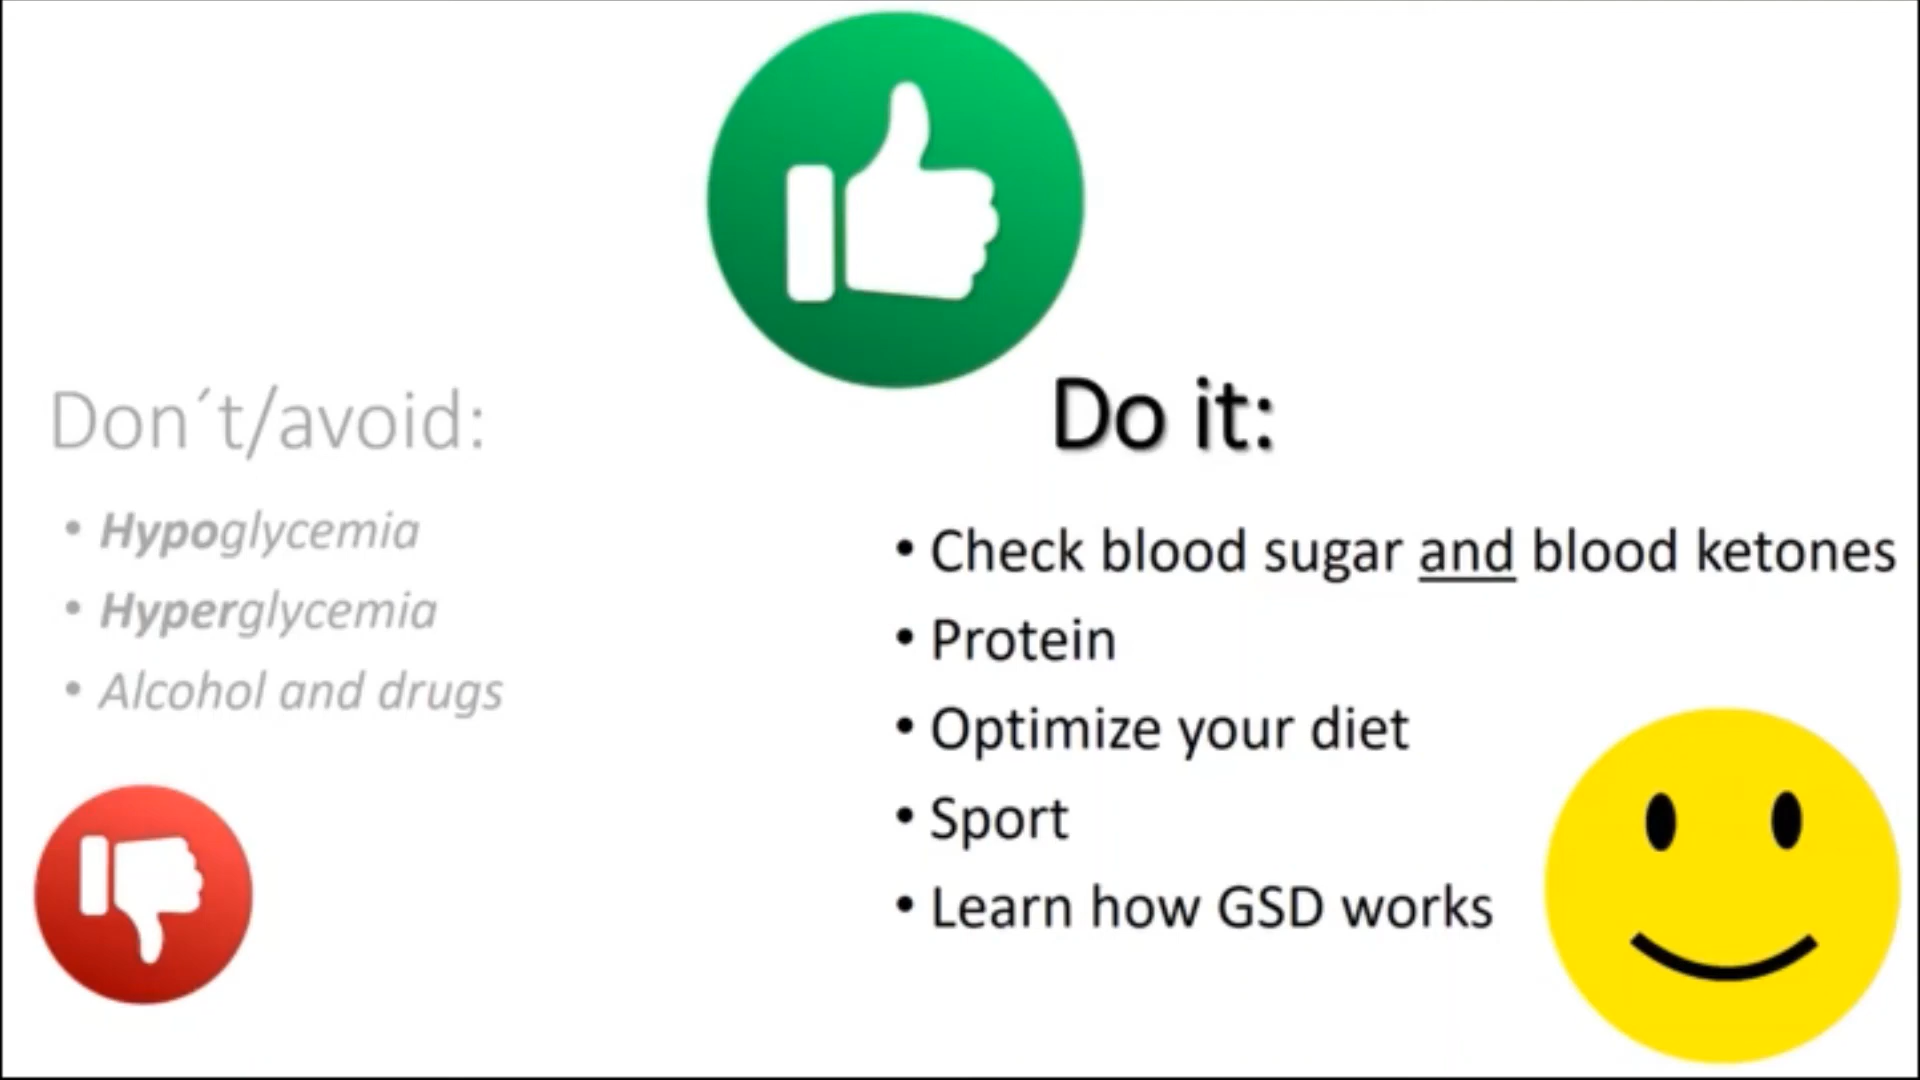 Don´t/avoid:
• Hypoglycemia
• Hyperglycemia
• Alcohol and drugs
Do it:
• Check blood sugar and blood ketones
• Protein
• Optimize your diet
• Sport
• Learn how GSD works